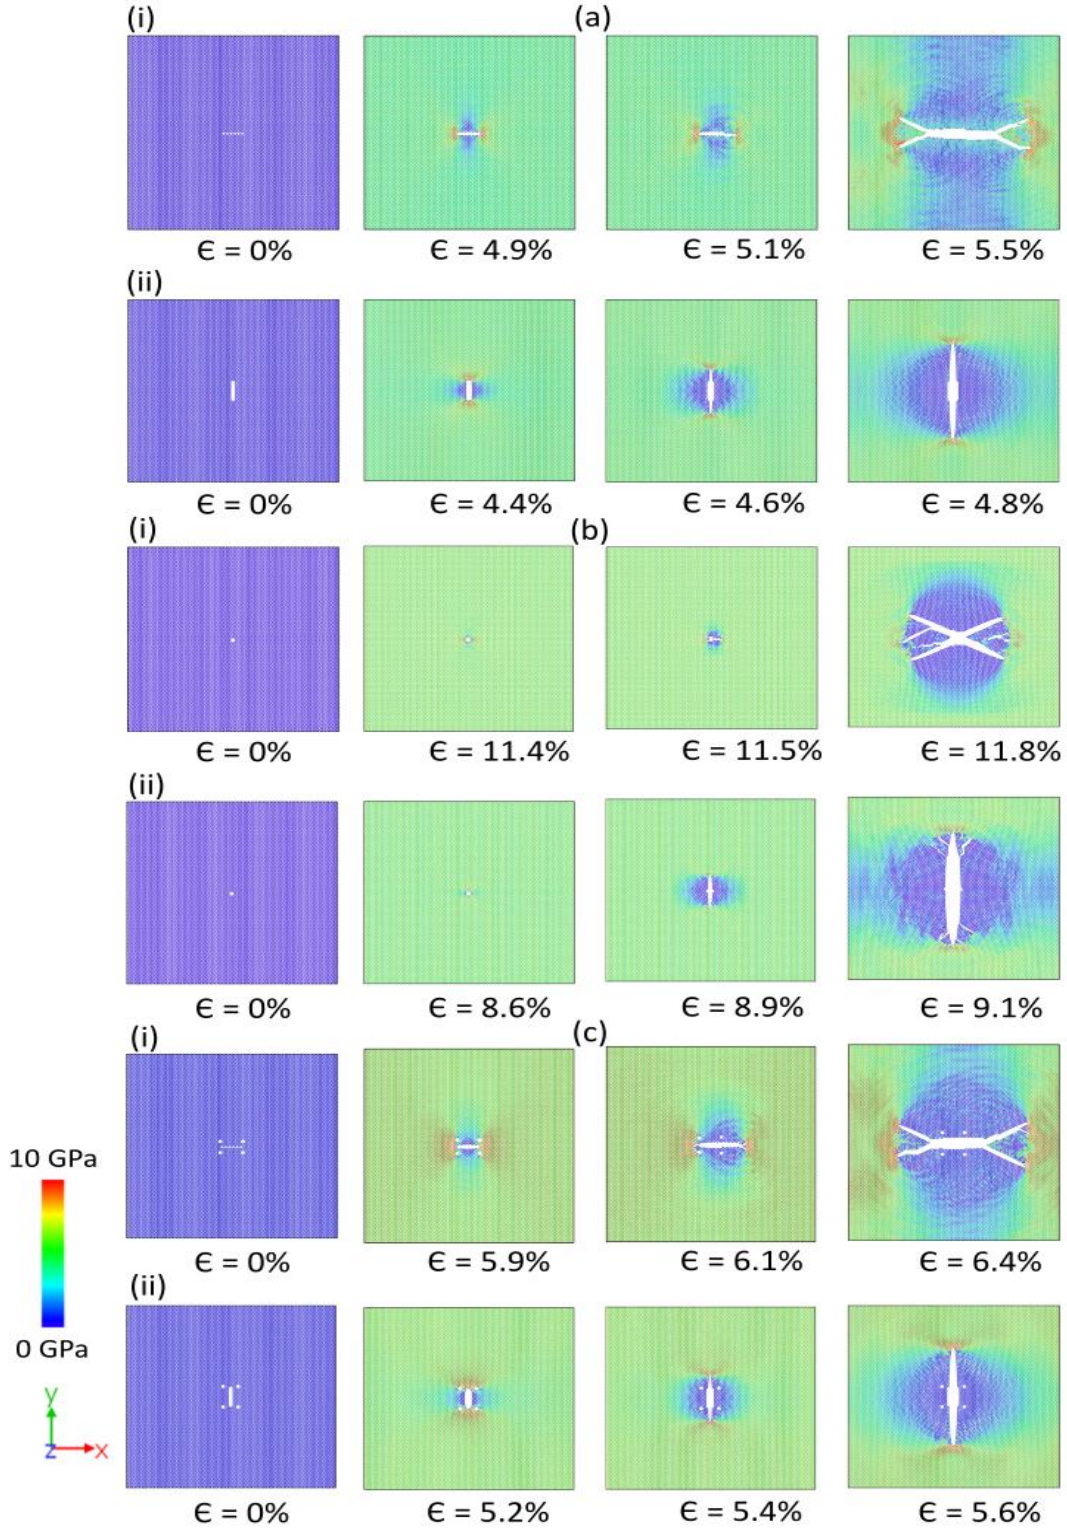 (i) (a)
Є = 0% Є = 4.9% Є = 5.1% Є = 5.5%
(ii)
Є = 0% Є = 4.4% Є = 4.6% Є = 4.8%
(i) (b)
Є = 0% Є = 11.4% Є = 11.5% Є = 11.8%
(ii)
Є = 0% Є = 8.6% Є = 8.9% Є = 9.1%
(i) (c)
10 GPa
Є = 0% Є = 5.9% Є = 6.1% Є = 6.4%
(ii)
0 GPa
y
z x
Є = 0% Є = 5.2% Є = 5.4% Є = 5.6%